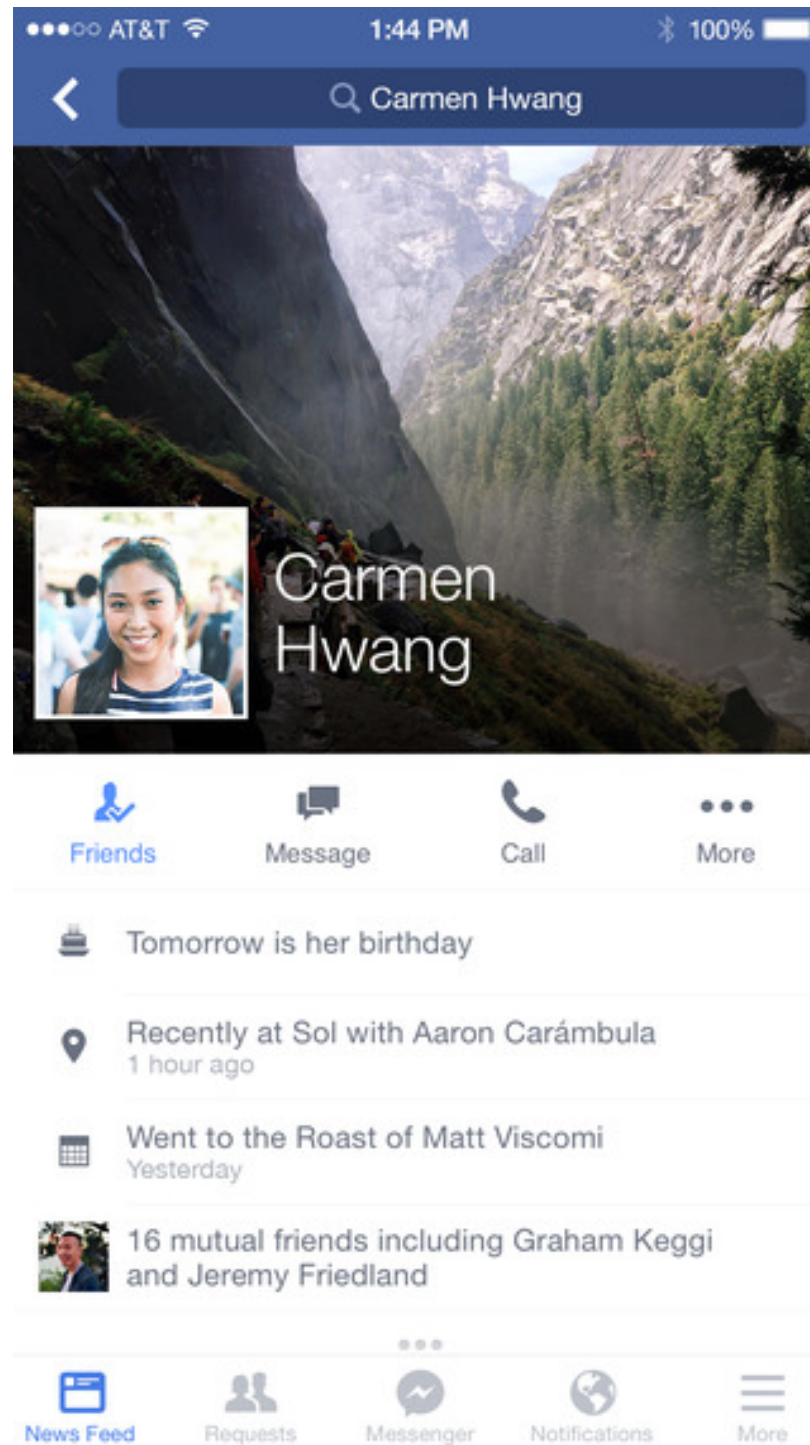 AT&T 1:44 PM 100%
Carmen Hwang
Carmen
Hwang
Friends Message Call More
Tomorrow is her birthday
Recently at Sol with Aaron Carámbula
1 hour ago
Went to the Roast of Matt Viscomi
Yesterday
16 mutual friends including Graham Keggi
and Jeremy Friedland
News Feed Requests Messenger Notifications More